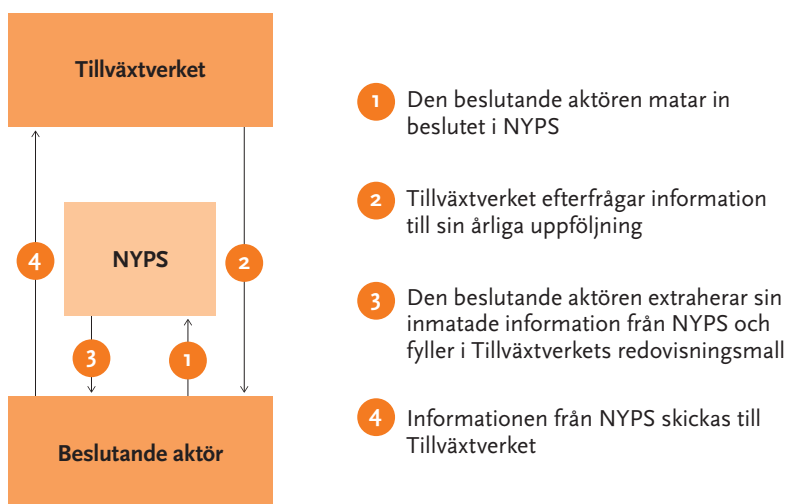 Tillväxtverket
NYPS
4
2
3
1
Beslutande aktör
1 Den beslutande aktören matar in
beslutet i NYPS
2 Tillväxtverket efterfrågar information
till sin årliga uppföljning
3 Den beslutande aktören extraherar sin
inmatade information från NYPS och
fyller i Tillväxtverkets redovisningsmall
4 Informationen från NYPS skickas till
Tillväxtverket